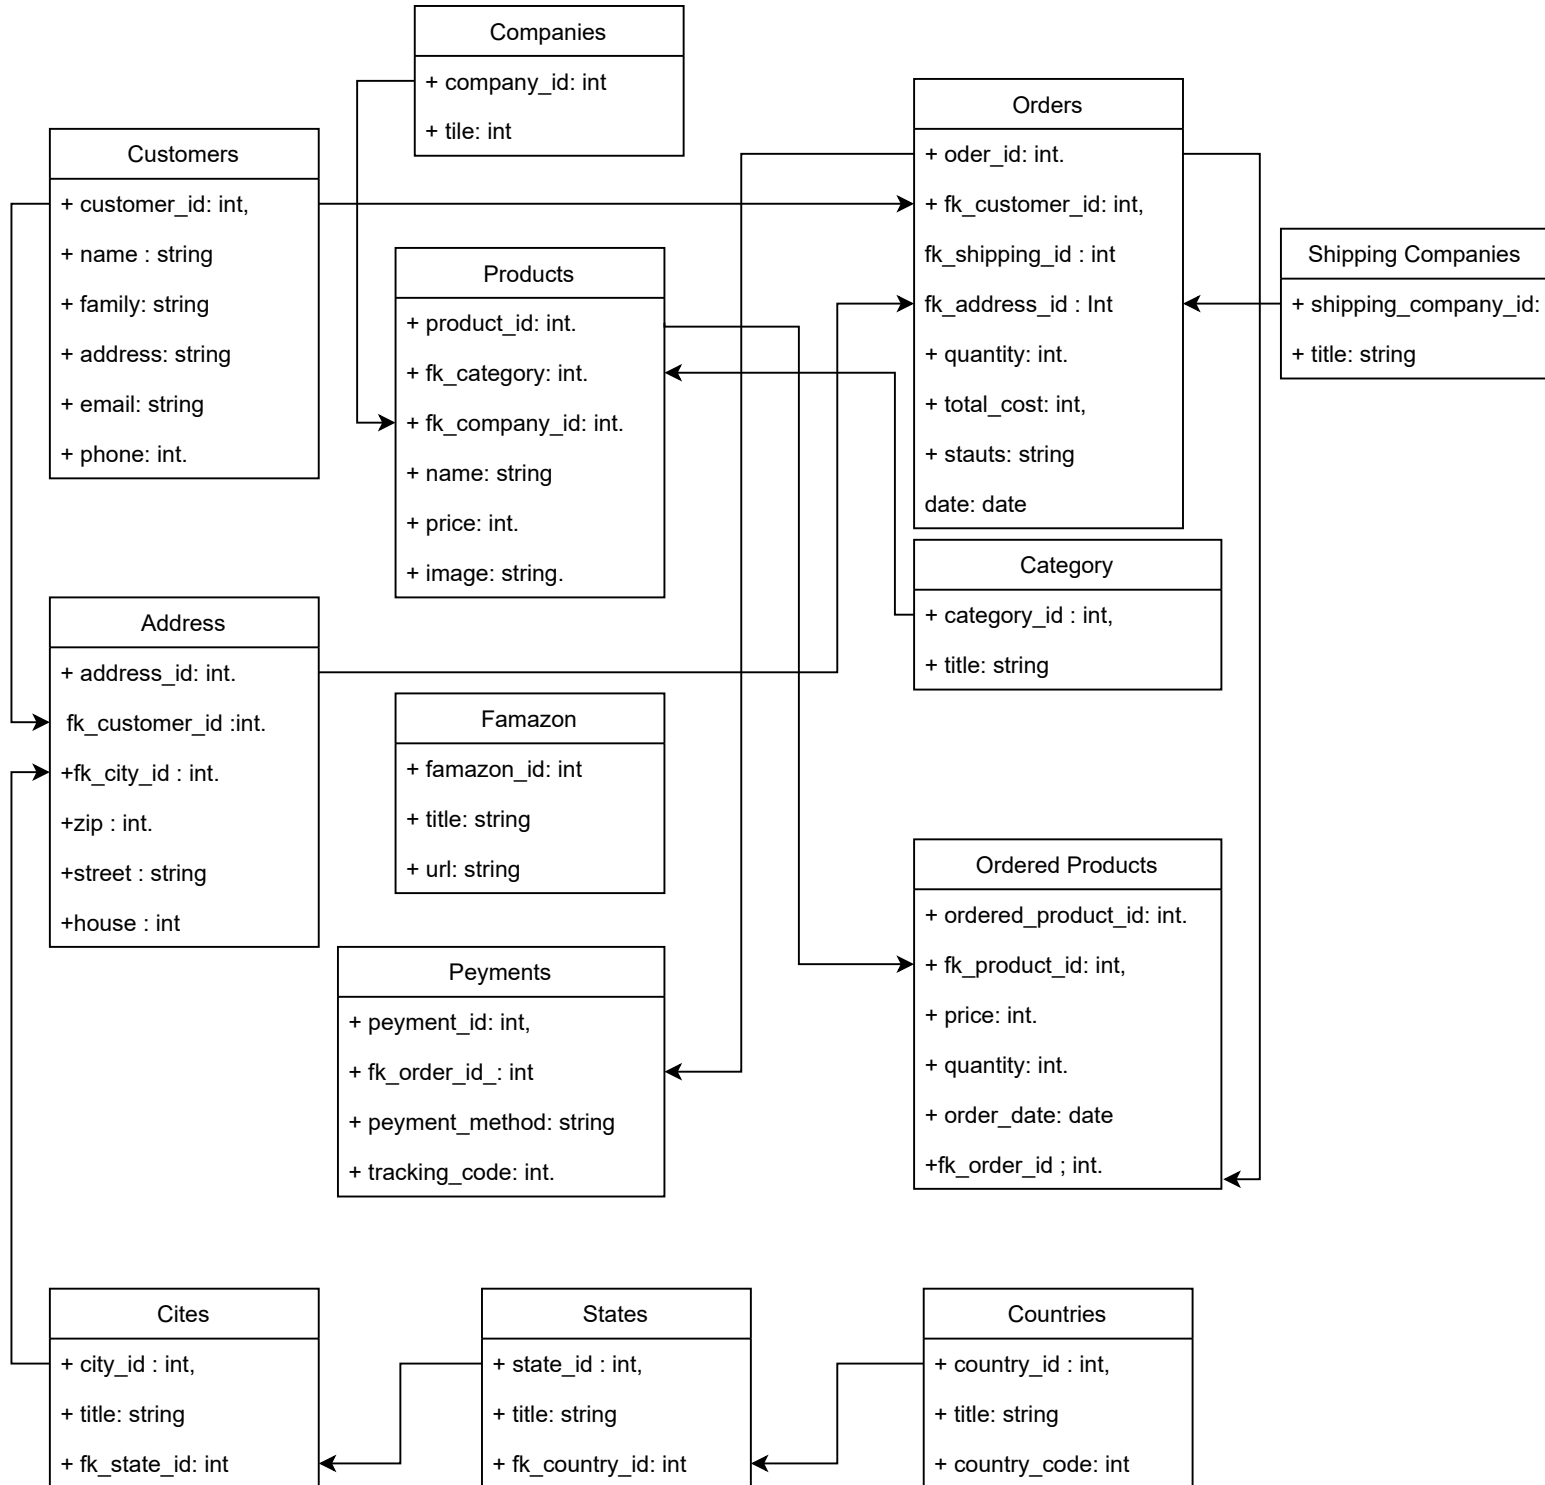 Companies
+ company_id: int
+ tile: int
Customers
+ customer_id: int,
+ name : string
+ family: string
+ address: string
+ email: string
+ phone: int.
Products
+ product_id: int.
+ fk_category: int.
+ fk_company_id: int.
+ name: string
+ price: int.
+ image: string.
Orders
+ oder_id: int.
+ fk_customer_id: int,
fk_shipping_id : int
fk_address_id : Int
+ quantity: int.
+ total_cost: int,
+ stauts: string
date: date
Shipping Companies
+ shipping_company_id:
+ title: string
Category
+ category_id : int,
+ title: string
Address
+ address_id: int.
fk_customer_id :int.
+fk_city_id : int.
+zip : int.
+street : string
+house : int
Famazon
+ famazon_id: int
+ title: string
+ url: string
Peyments
+ peyment_id: int,
+ fk_order_id_: int
+ peyment_method: string
+ tracking_code: int.
Ordered Products
+ ordered_product_id: int.
+ fk_product_id: int,
+ price: int.
+ quantity: int.
+ order_date: date
+fk_order_id ; int.
Cites
+ city_id : int,
+ title: string
+ fk_state_id: int
States
+ state_id : int,
+ title: string
+ fk_country_id: int
Countries
+ country_id : int,
+ title: string
+ country_code: int